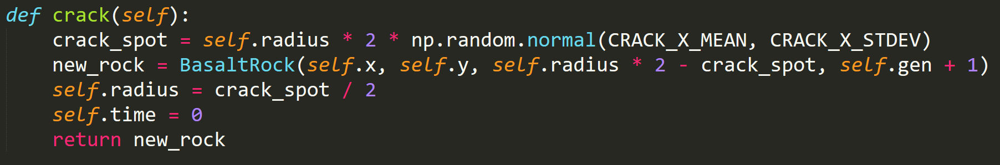 def crack(self):
    crack_spot = self.radius * 2 * np.random.normal(CRACK_X_MEAN, CRACK_X_STDEV)
    new_rock = BasaltRock(self.x, self.y, self.radius * 2 - crack_spot, self.gen + 1)
    self.radius = crack_spot / 2
    self.time = 0
    return new_rock